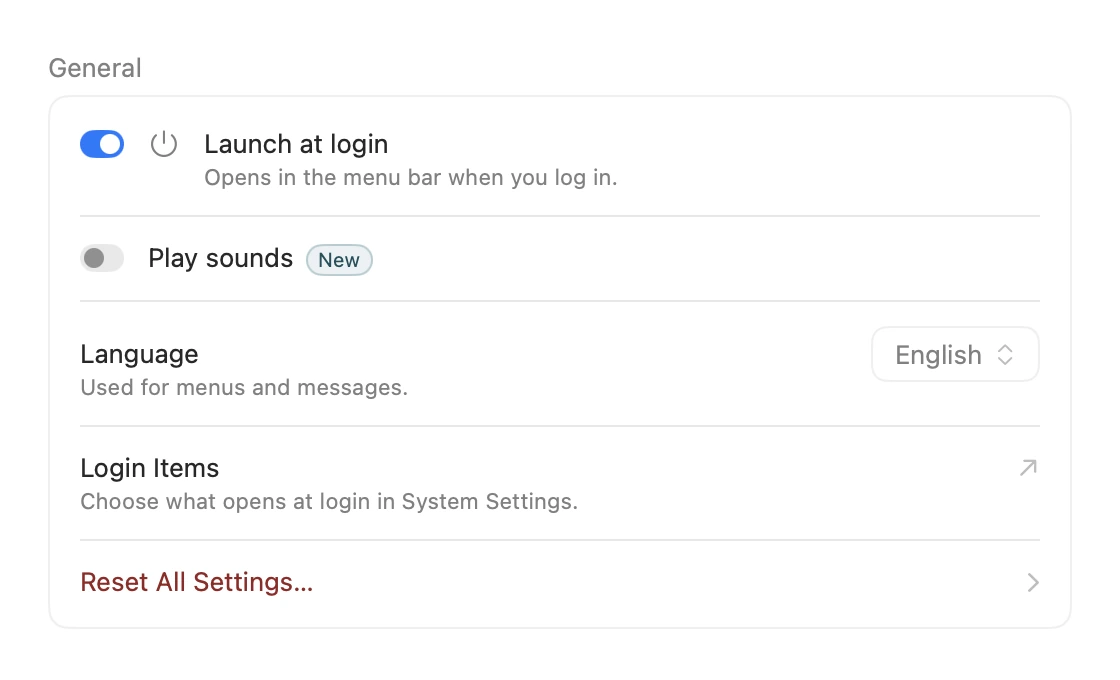 General
Launch at login
Opens in the menu bar when you log in.
Play sounds New
Language
English
Used for menus and messages.
Login Items
Choose what opens at login in System Settings.
Reset All Settings...